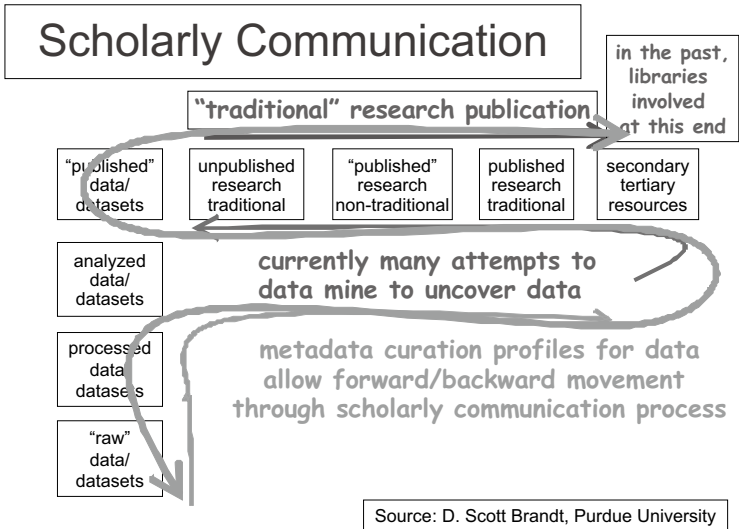 Scholarly Communication
in the past,
libraries
involved
at this end
“traditional” research publication
“published”
data/
datasets
unpublished
research
traditional
“published”
research
non-traditional
published
research
traditional
secondary
tertiary
resources
analyzed
data/
datasets
currently many attempts to
data mine to uncover data
processed
data/
datasets
metadata curation profiles for data
allow forward/backward movement
through scholarly communication process
“raw”
data/
datasets
Source: D. Scott Brandt, Purdue University